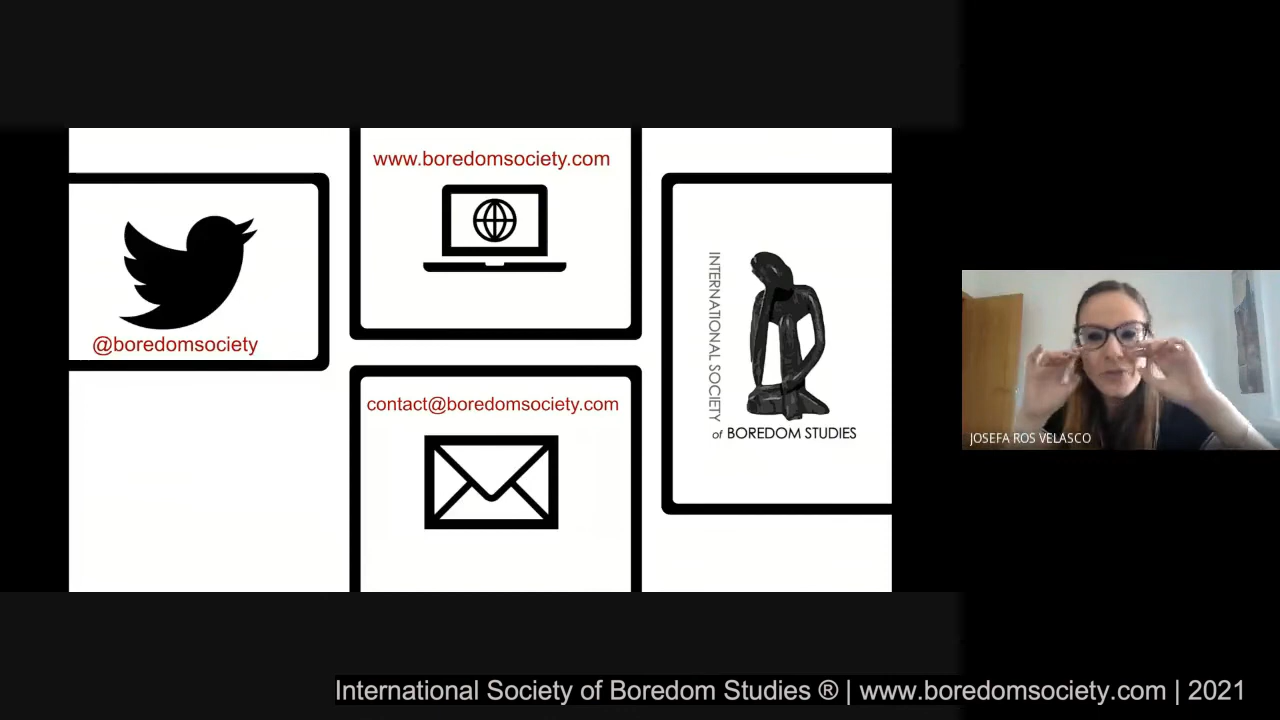 www.boredomsociety.com
@boredomsociety
contact@boredomsociety.com
INTERNATIONAL SOCIETY
of BOREDOM STUDIES
JOSEFA ROS VELASCO
International Society of Boredom Studies ® | www.boredomsociety.com | 2021